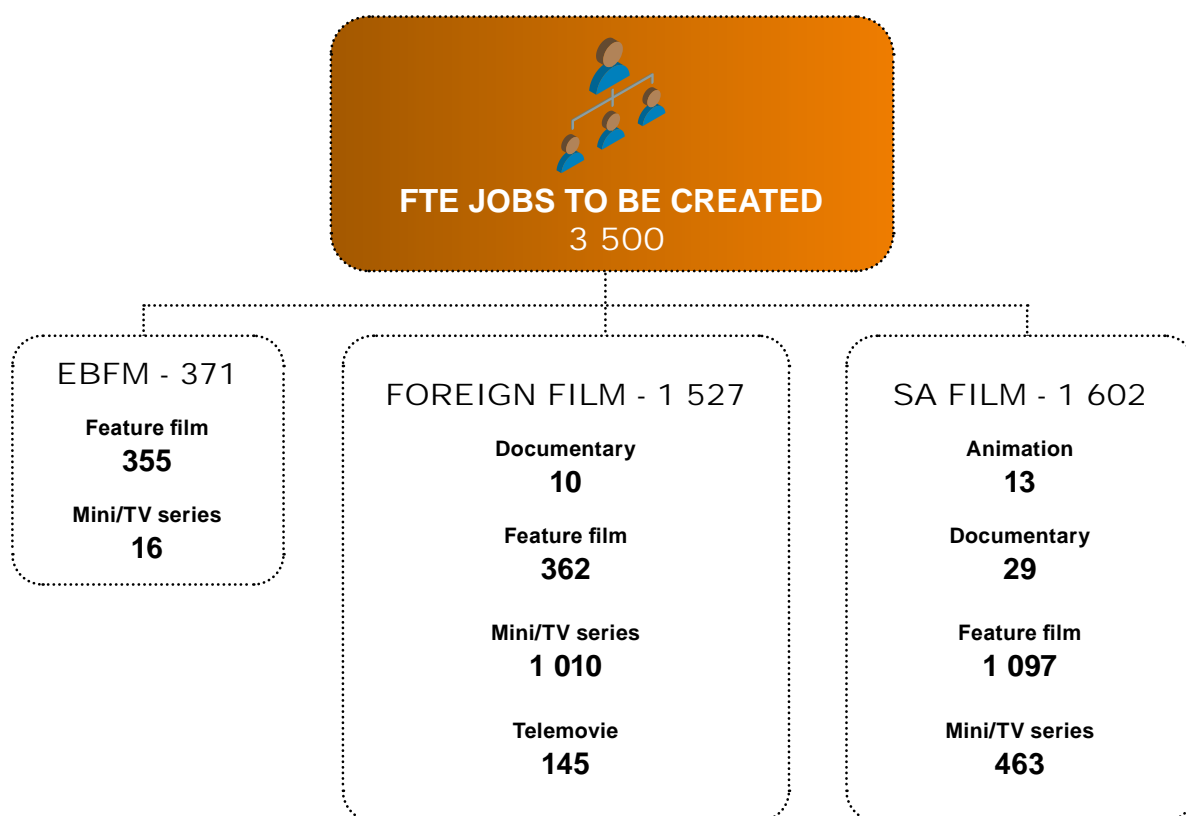 FTE JOBS TO BE CREATED
3 500
EBFM - 371
Feature film
355
Mini/TV series
16
FOREIGN FILM - 1 527
Documentary
10
Feature film
362
Mini/TV series
1 010
Telemovie
145
SA FILM - 1 602
Animation
13
Documentary
29
Feature film
1 097
Mini/TV series
463